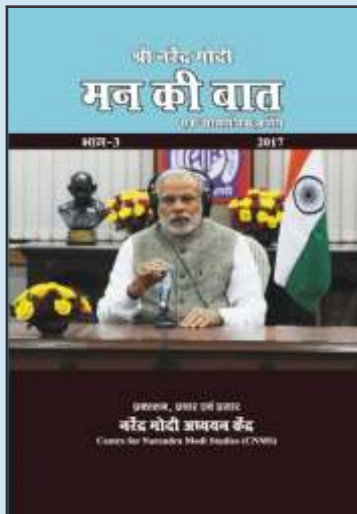 श्री नरेंद्र मोदी
मन की बात
भाग-3 2017
प्रकाशन, प्रचार एवं प्रसार
नरेंद्र मोदी अध्ययन केंद्र
Centre for Narendra Modi Studies (CNMS)